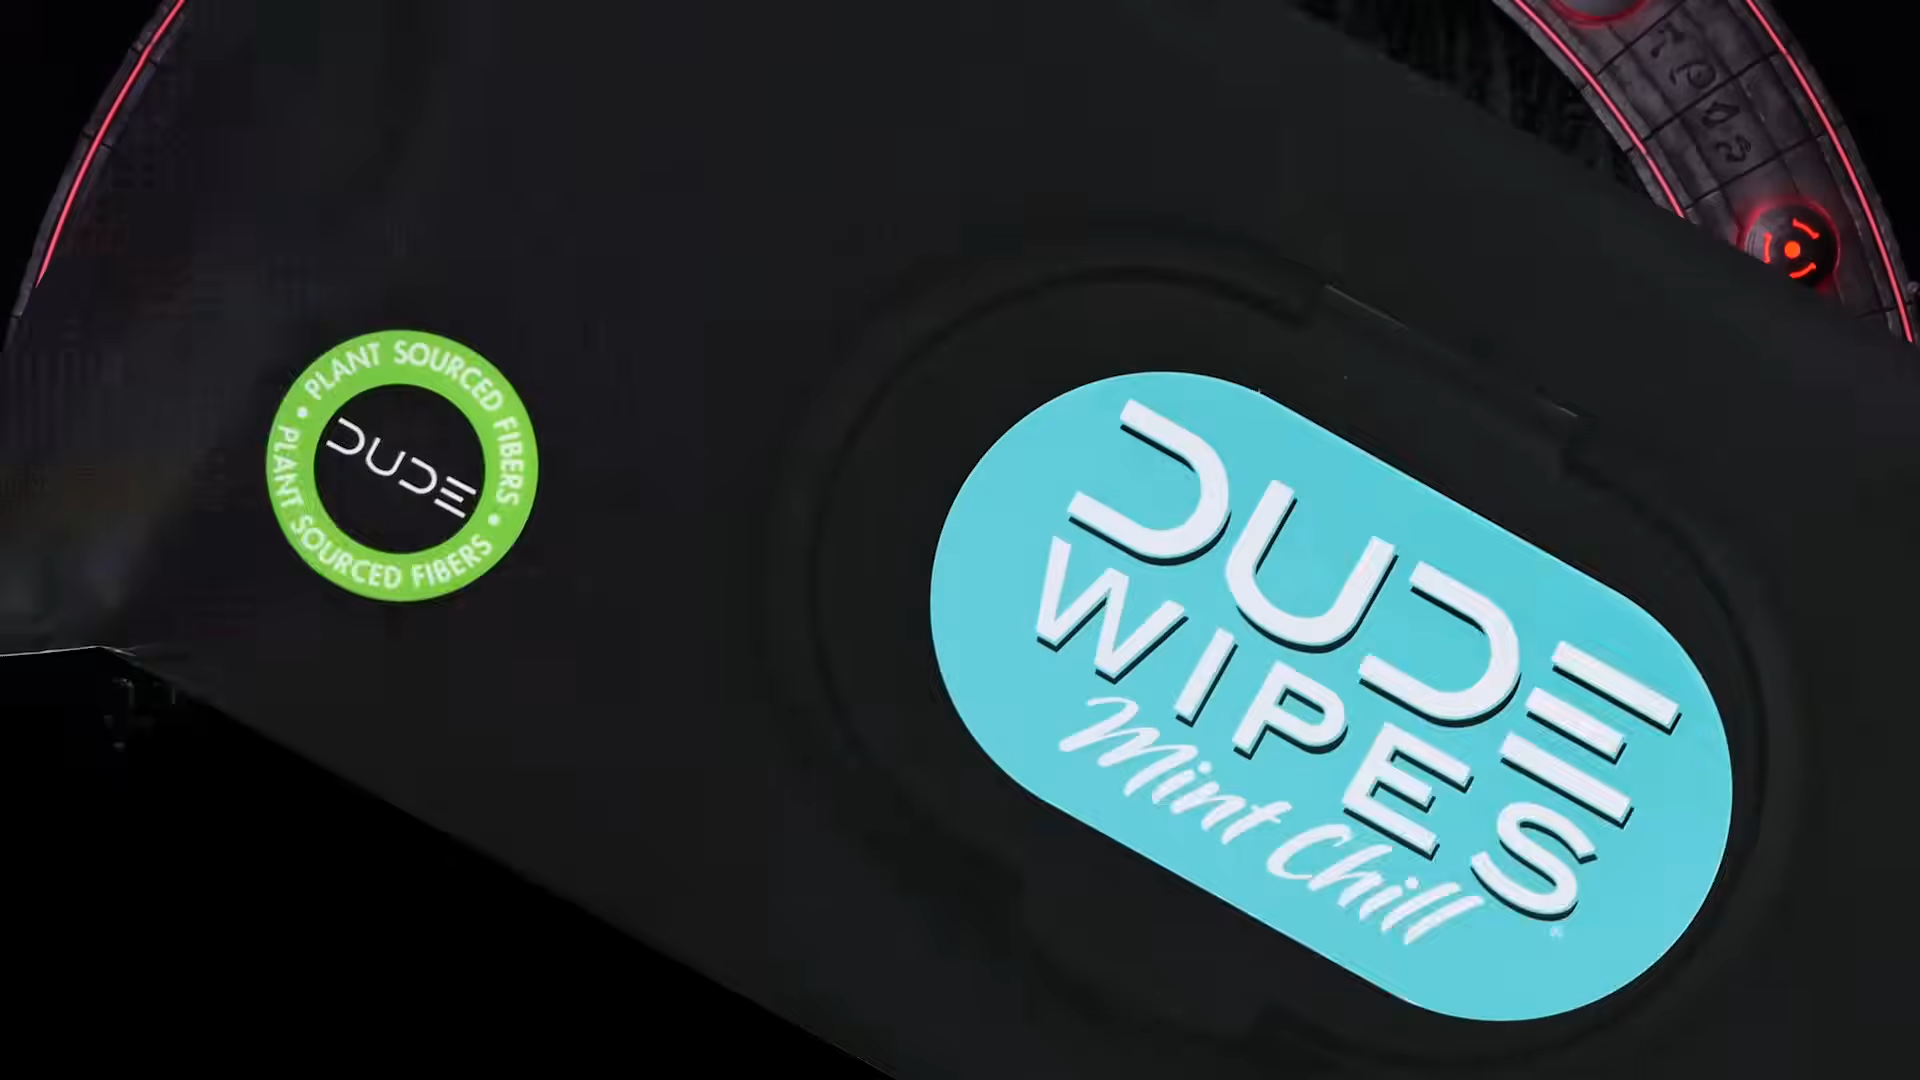 PLANT SOURCED FIBERS • PLANT SOURCED FIBERS •
DUDE
DUDE
WIPES
Mint Chill
®